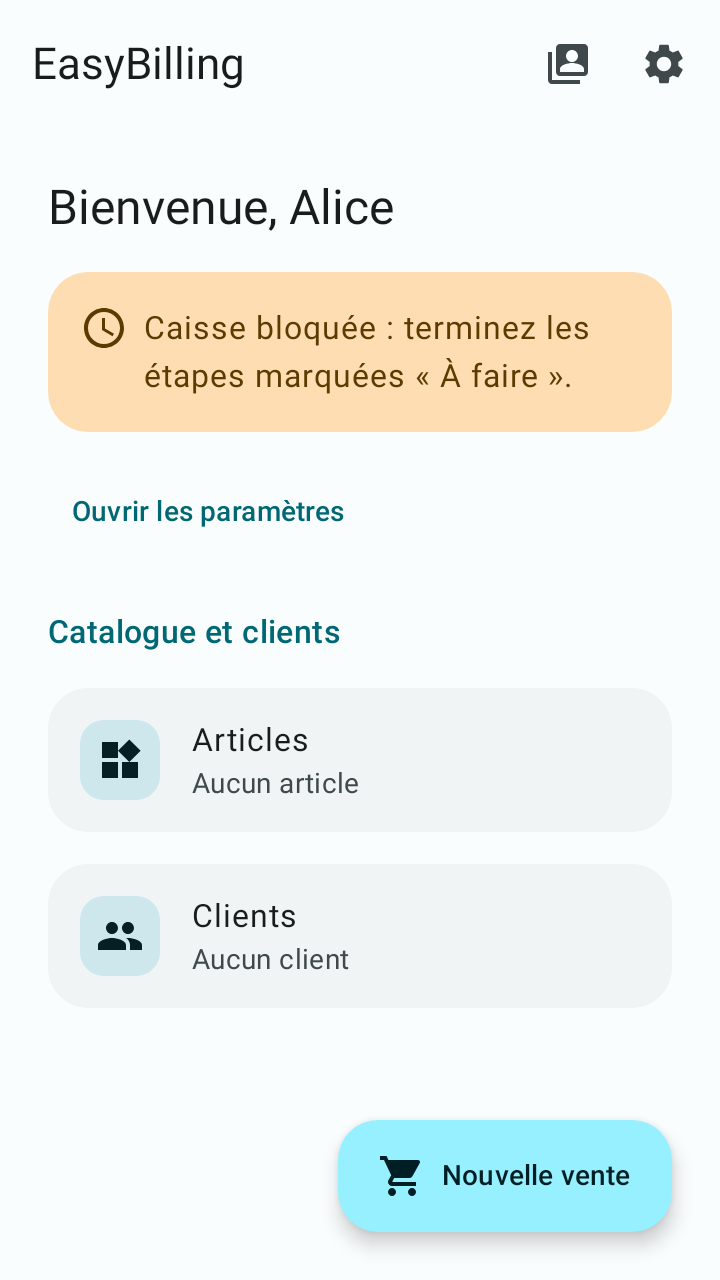 EasyBilling
Bienvenue, Alice
Caisse bloquée : terminez les
étapes marquées « À faire ».
Ouvrir les paramètres
Catalogue et clients
Articles
Aucun article
Clients
Aucun client
Nouvelle vente